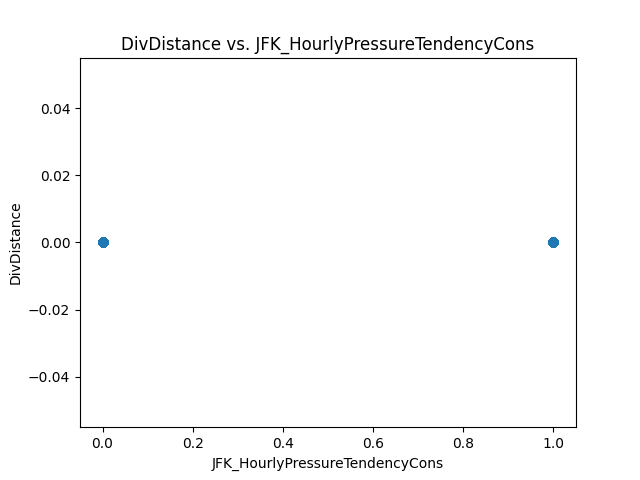 DivDistance vs. JFK_HourlyPressureTendencyCons
0.04
0.02
0.00
−0.02
−0.04
DivDistance
0.0 0.2 0.4 0.6 0.8 1.0
JFK_HourlyPressureTendencyCons